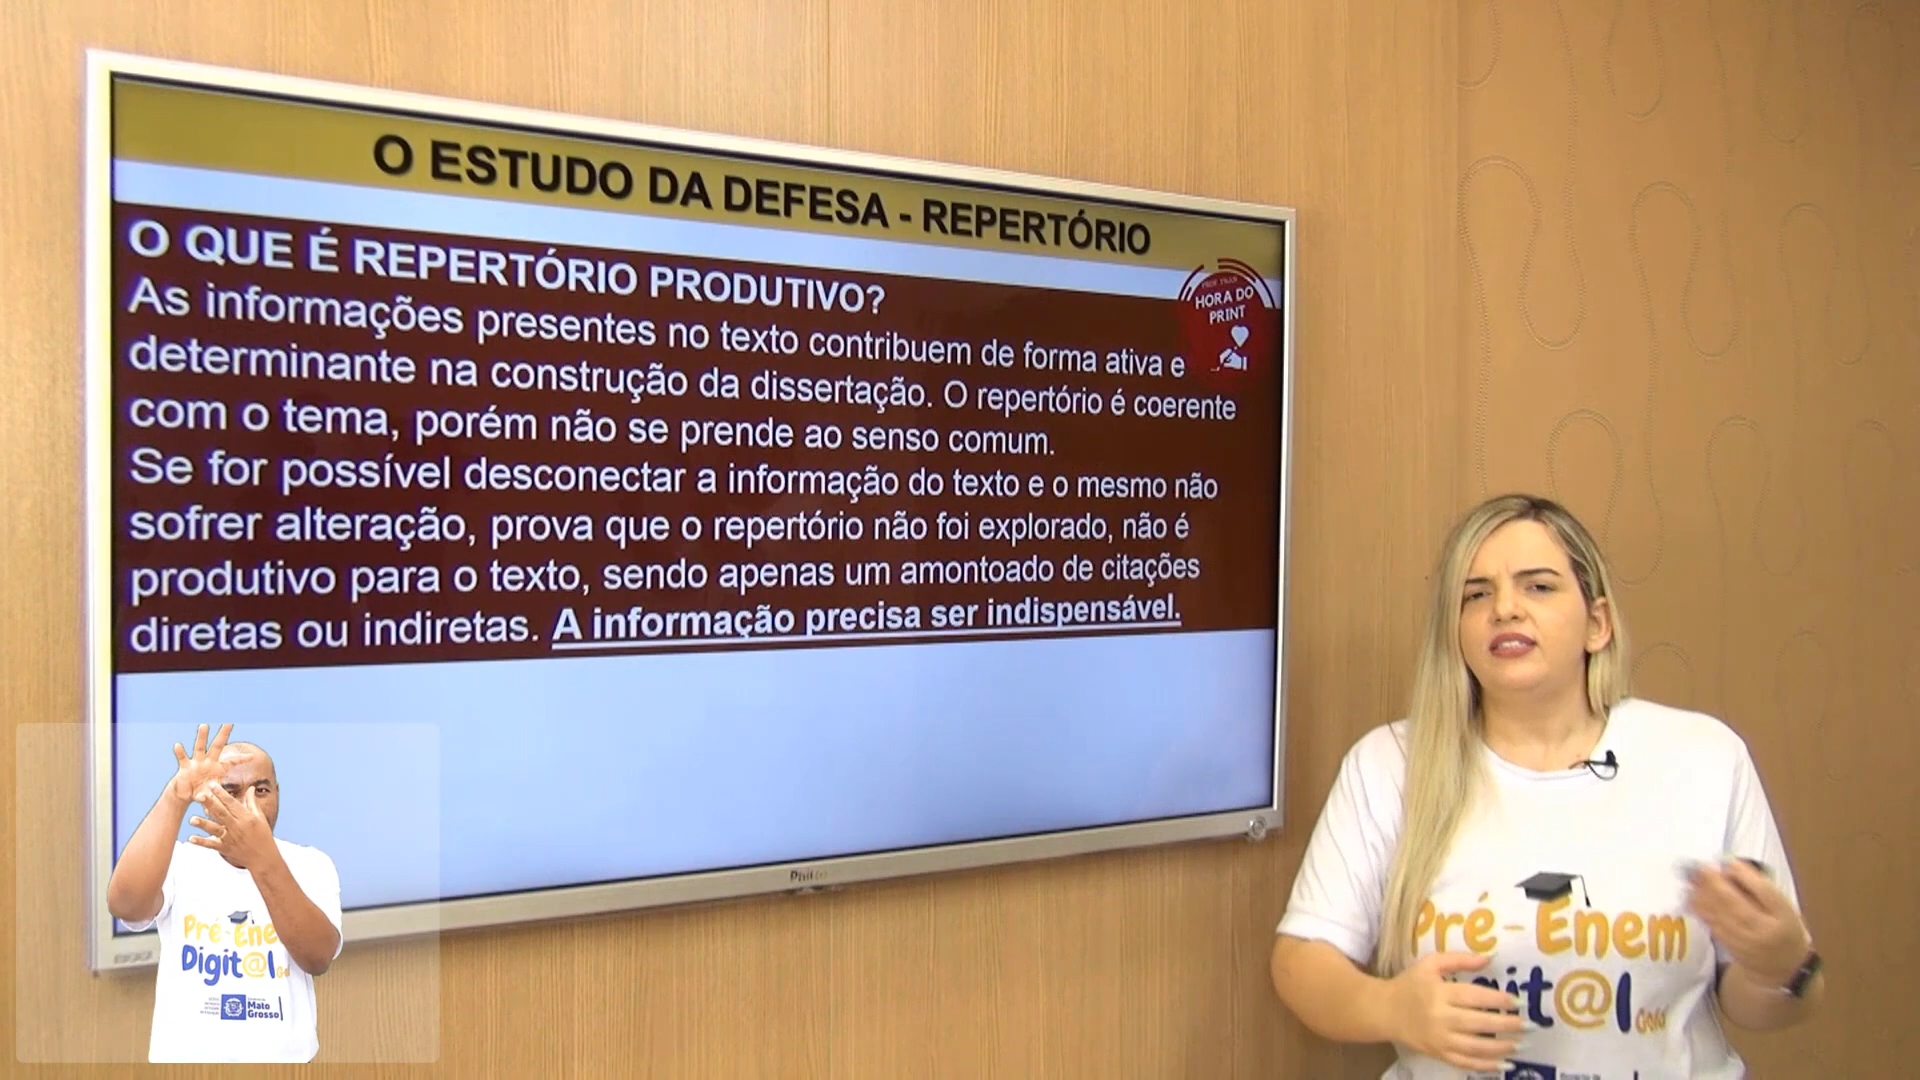 O ESTUDO DA DEFESA - REPERTÓRIO
O QUE É REPERTÓRIO PRODUTIVO?
As informações presentes no texto contribuem de forma ativa e
determinante na construção da dissertação. O repertório é coerente
com o tema, porém não se prende ao senso comum.
Se for possível desconectar a informação do texto e o mesmo não
sofrer alteração, prova que o repertório não foi explorado, não é
produtivo para o texto, sendo apenas um amontoado de citações
diretas ou indiretas. A informação precisa ser indispensável.
HORA DO
PRINT
Pré-Ene
Digit@l
Mato
Grosso
Pré-Enem
git@l
Gold